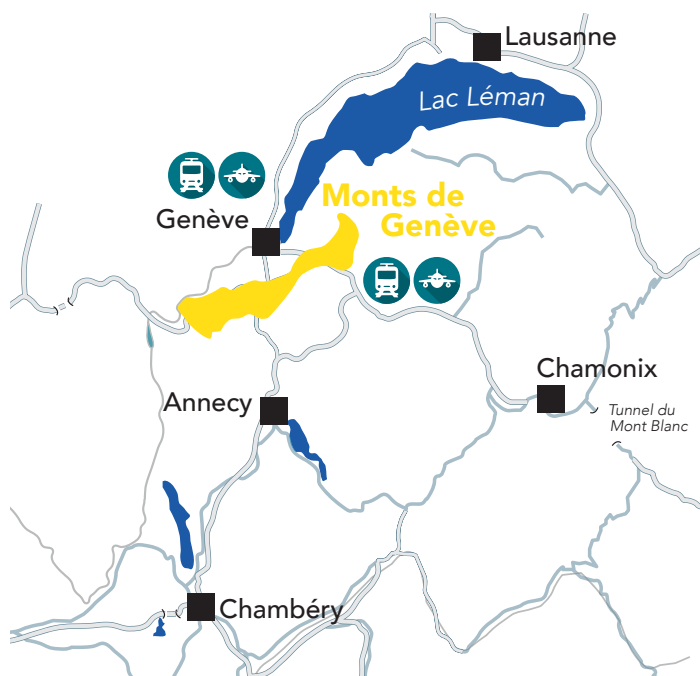 Lausanne
Lac Léman
Monts de
Genève
Genève
Chamonix
Annecy
Tunnel du
Mont Blanc
Chambéry